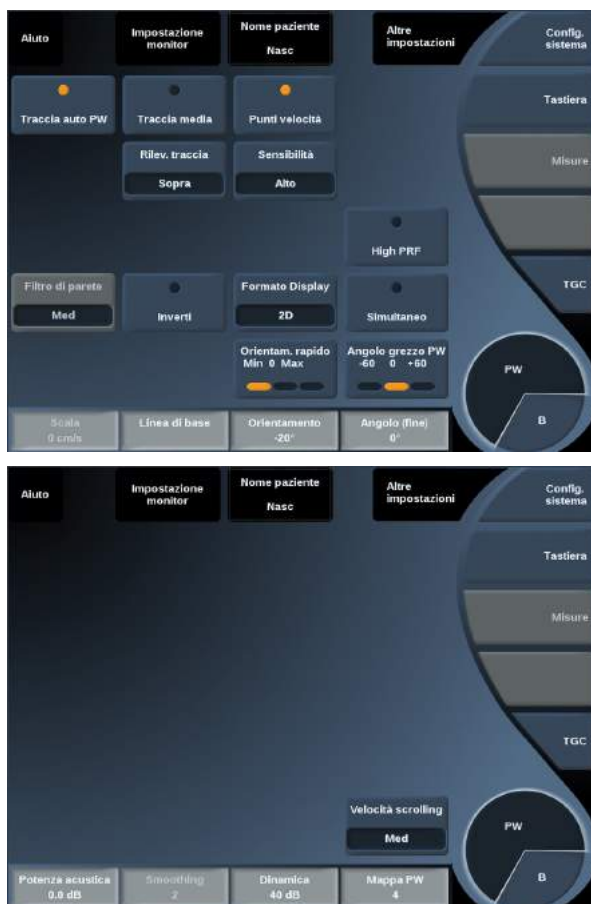 Aiuto
Impostazione
monitor
Nome paziente
Nasc
Altre
impostazioni
Config.
sistema
Tastiera
Misure
TGC
Traccia auto PW
Traccia media
Punti velocità
Rilev. traccia
Sopra
Sensibilità
Alto
High PRF
Filtro di parete
Med
Inverti
Formato Display
2D
Simultaneo
Orientam. rapido
Min 0 Max
Angolo grezzo PW
-60 0 +60
PW
B
Scala
0 cm/s
Linea di base
Orientamento
-20°
Angolo (fine)
0°
Aiuto
Impostazione
monitor
Nome paziente
Nasc
Altre
impostazioni
Config.
sistema
Tastiera
Misure
TGC
Velocità scrolling
Med
PW
B
Potenza acustica
0.0 dB
Smoothing
2
Dinamica
40 dB
Mappa PW
4